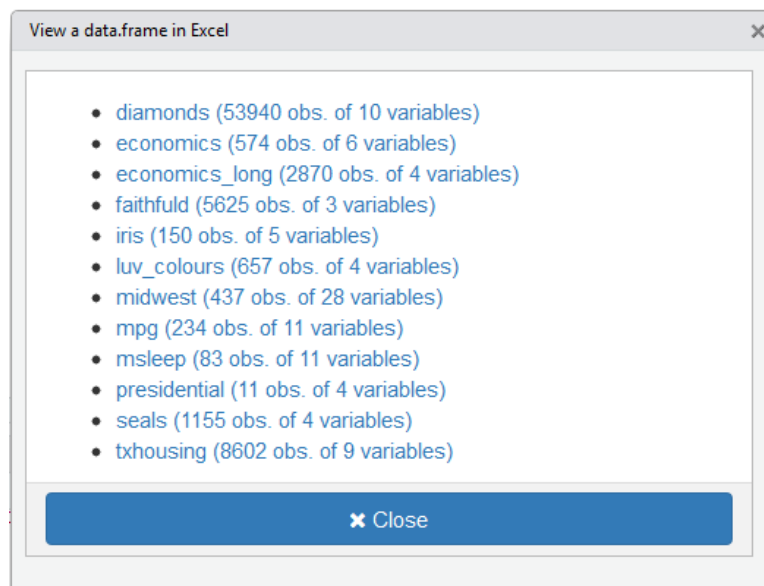 View a data.frame in Excel
diamonds (53940 obs. of 10 variables)
economics (574 obs. of 6 variables)
economics_long (2870 obs. of 4 variables)
faithfuld (5625 obs. of 3 variables)
iris (150 obs. of 5 variables)
luv_colours (657 obs. of 4 variables)
midwest (437 obs. of 28 variables)
mpg (234 obs. of 11 variables)
msleep (83 obs. of 11 variables)
presidential (11 obs. of 4 variables)
seals (1155 obs. of 4 variables)
txhousing (8602 obs. of 9 variables)
Close